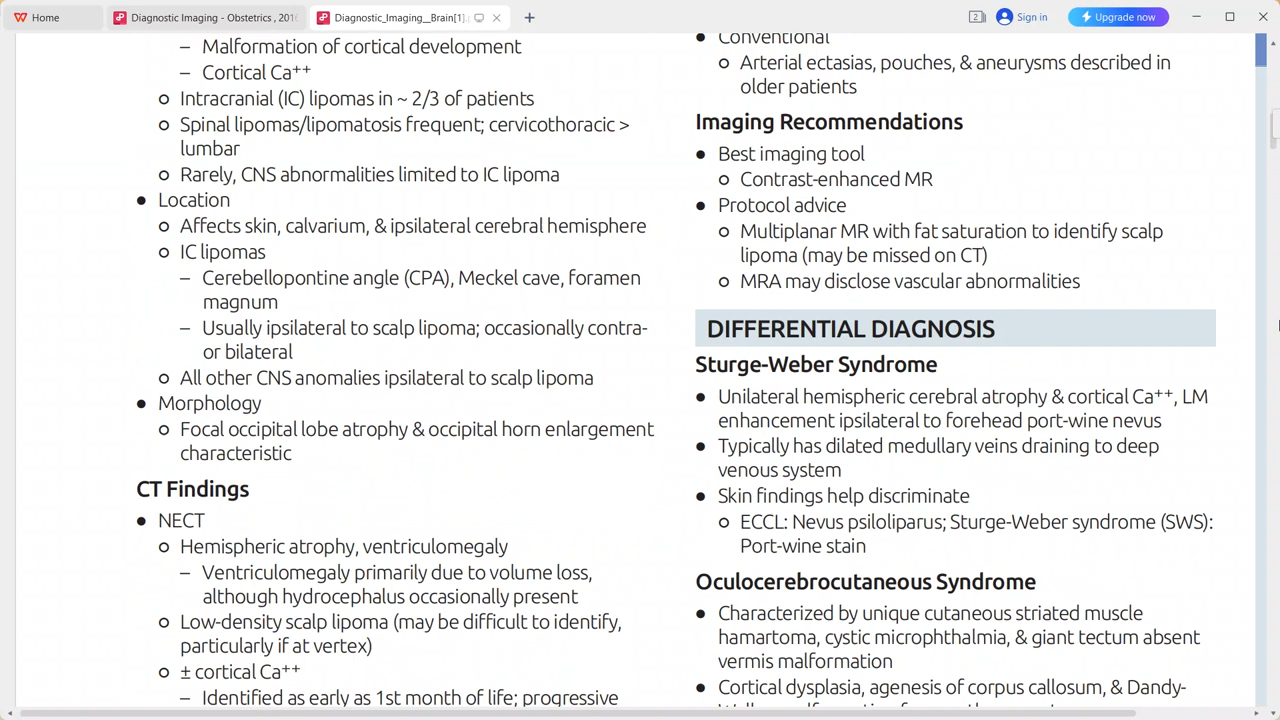 Home
Diagnostic Imaging - Obstetrics , 2016
Diagnostic_Imaging__Brain[1].p
2
Sign in
Upgrade now
– Malformation of cortical development
– Cortical Ca⁺⁺
Intracranial (IC) lipomas in ~ 2/3 of patients
Spinal lipomas/lipomatosis frequent; cervicothoracic >
lumbar
Rarely, CNS abnormalities limited to IC lipoma
● Location
Affects skin, calvarium, & ipsilateral cerebral hemisphere
IC lipomas
– Cerebellopontine angle (CPA), Meckel cave, foramen
magnum
– Usually ipsilateral to scalp lipoma; occasionally contra-
or bilateral
All other CNS anomalies ipsilateral to scalp lipoma
● Morphology
Focal occipital lobe atrophy & occipital horn enlargement
characteristic
CT Findings
● NECT
Hemispheric atrophy, ventriculomegaly
– Ventriculomegaly primarily due to volume loss,
although hydrocephalus occasionally present
Low-density scalp lipoma (may be difficult to identify,
particularly if at vertex)
± cortical Ca⁺⁺
– Identified as early as 1st month of life; progressive
Conventional
Arterial ectasias, pouches, & aneurysms described in
older patients
Imaging Recommendations
● Best imaging tool
Contrast-enhanced MR
● Protocol advice
Multiplanar MR with fat saturation to identify scalp
lipoma (may be missed on CT)
MRA may disclose vascular abnormalities
DIFFERENTIAL DIAGNOSIS
Sturge-Weber Syndrome
● Unilateral hemispheric cerebral atrophy & cortical Ca⁺⁺, LM
enhancement ipsilateral to forehead port-wine nevus
● Typically has dilated medullary veins draining to deep
venous system
● Skin findings help discriminate
ECCL: Nevus psiloliparus; Sturge-Weber syndrome (SWS):
Port-wine stain
Oculocerebrocutaneous Syndrome
● Characterized by unique cutaneous striated muscle
hamartoma, cystic microphthalmia, & giant tectum absent
vermis malformation
● Cortical dysplasia, agenesis of corpus callosum, & Dandy-